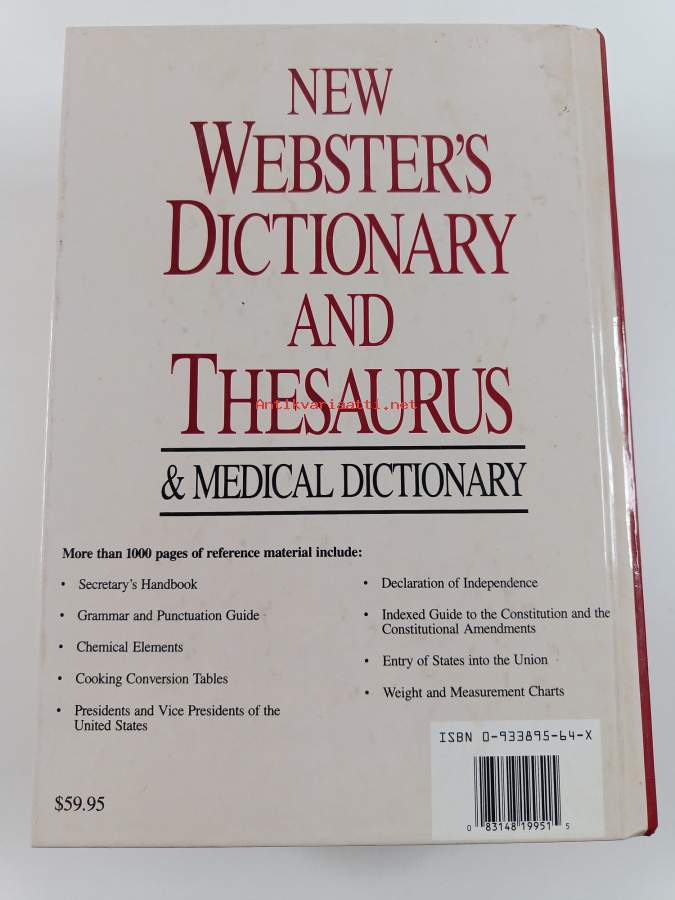 NEW
WEBSTER'S
DICTIONARY
AND
THESAURUS
Antikvariaatti.net
& MEDICAL DICTIONARY
More than 1000 pages of reference material include:
• Secretary's Handbook
• Grammar and Punctuation Guide
• Chemical Elements
• Cooking Conversion Tables
• Presidents and Vice Presidents of the
United States
• Declaration of Independence
• Indexed Guide to the Constitution and the
Constitutional Amendments
• Entry of States into the Union
• Weight and Measurement Charts
ISBN 0-933895-64-X
0 83148 19951 5
$59.95